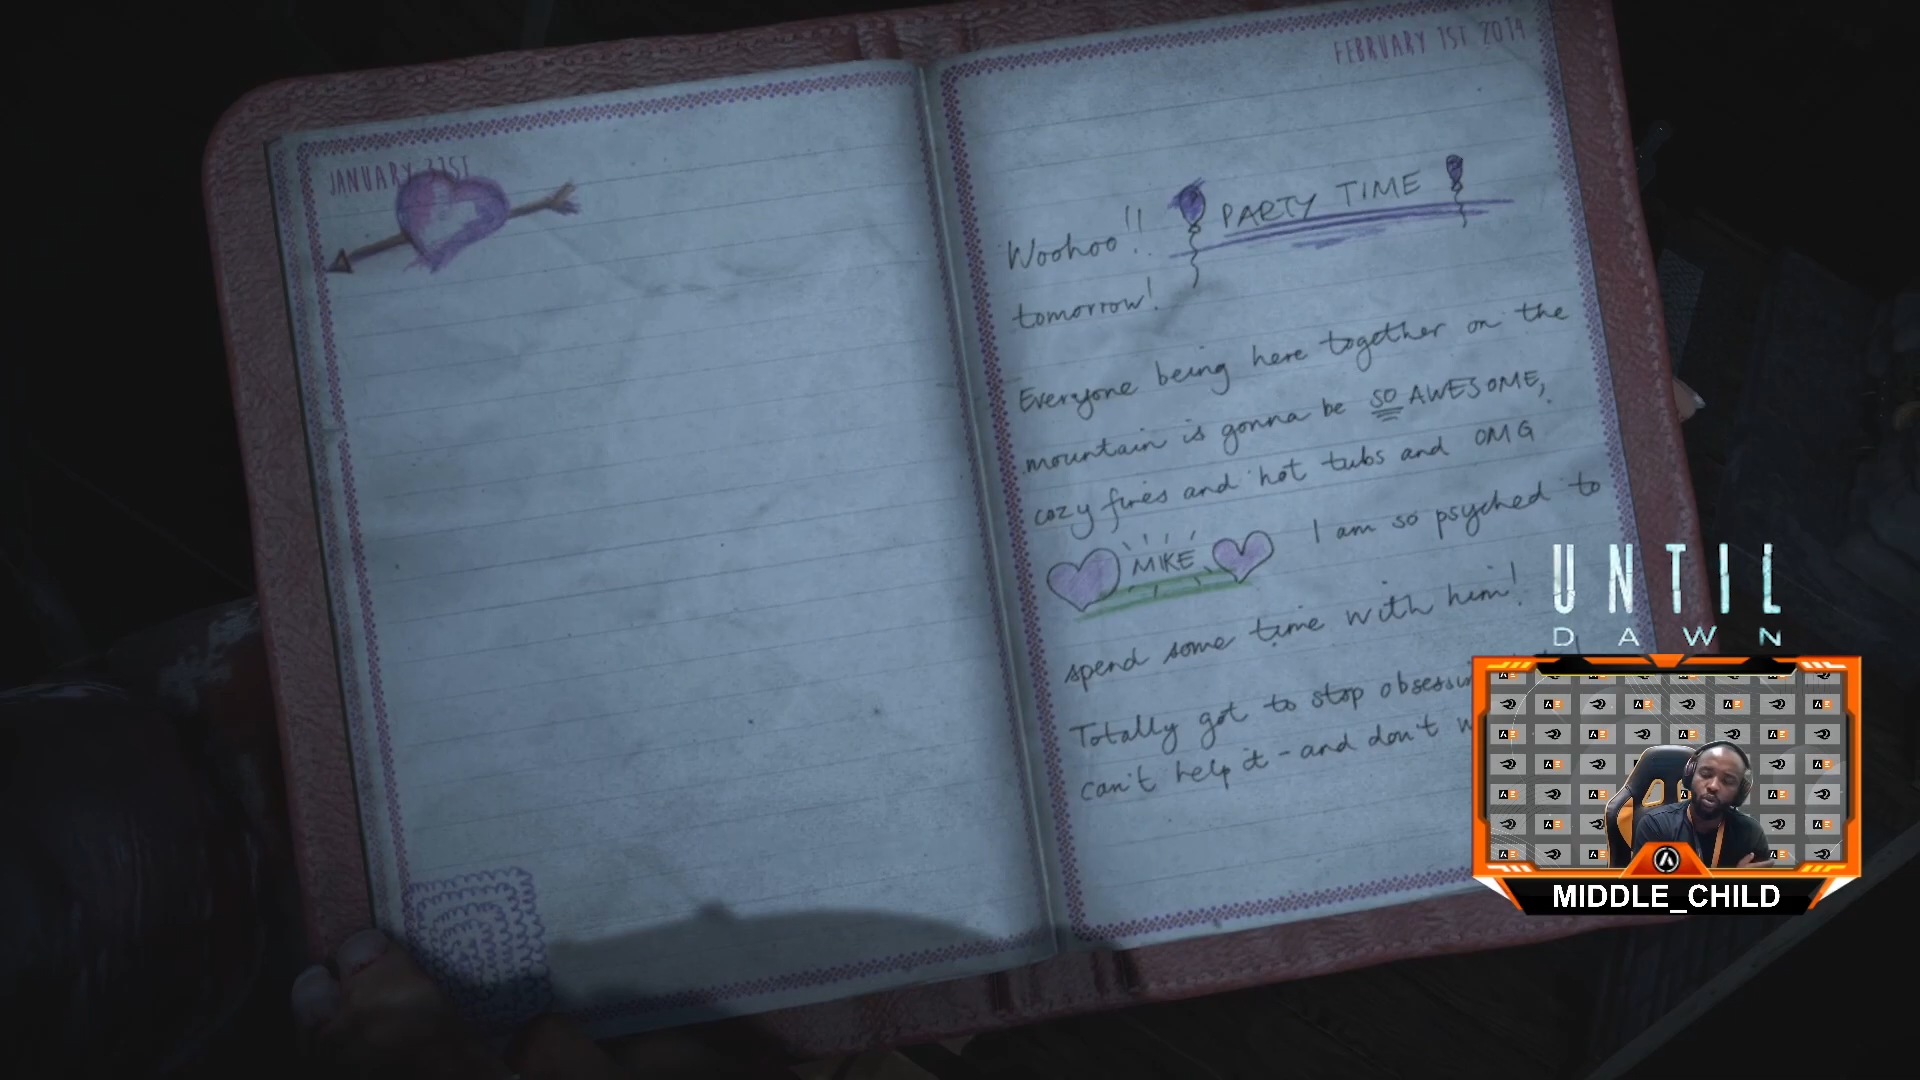 JANUARY 31ST
FEBRUARY 1ST 2014
Woohoo!! PARTY TIME
tomorrow!
Everyone being here together on the
mountain is gonna be SO AWESOME,
cozy fires and hot tubs and OMG
MIKE I am so psyched to
spend some time with him!
Totally got to stop
can't help it - and don't
UNTIL
DAWN
MIDDLE_CHILD